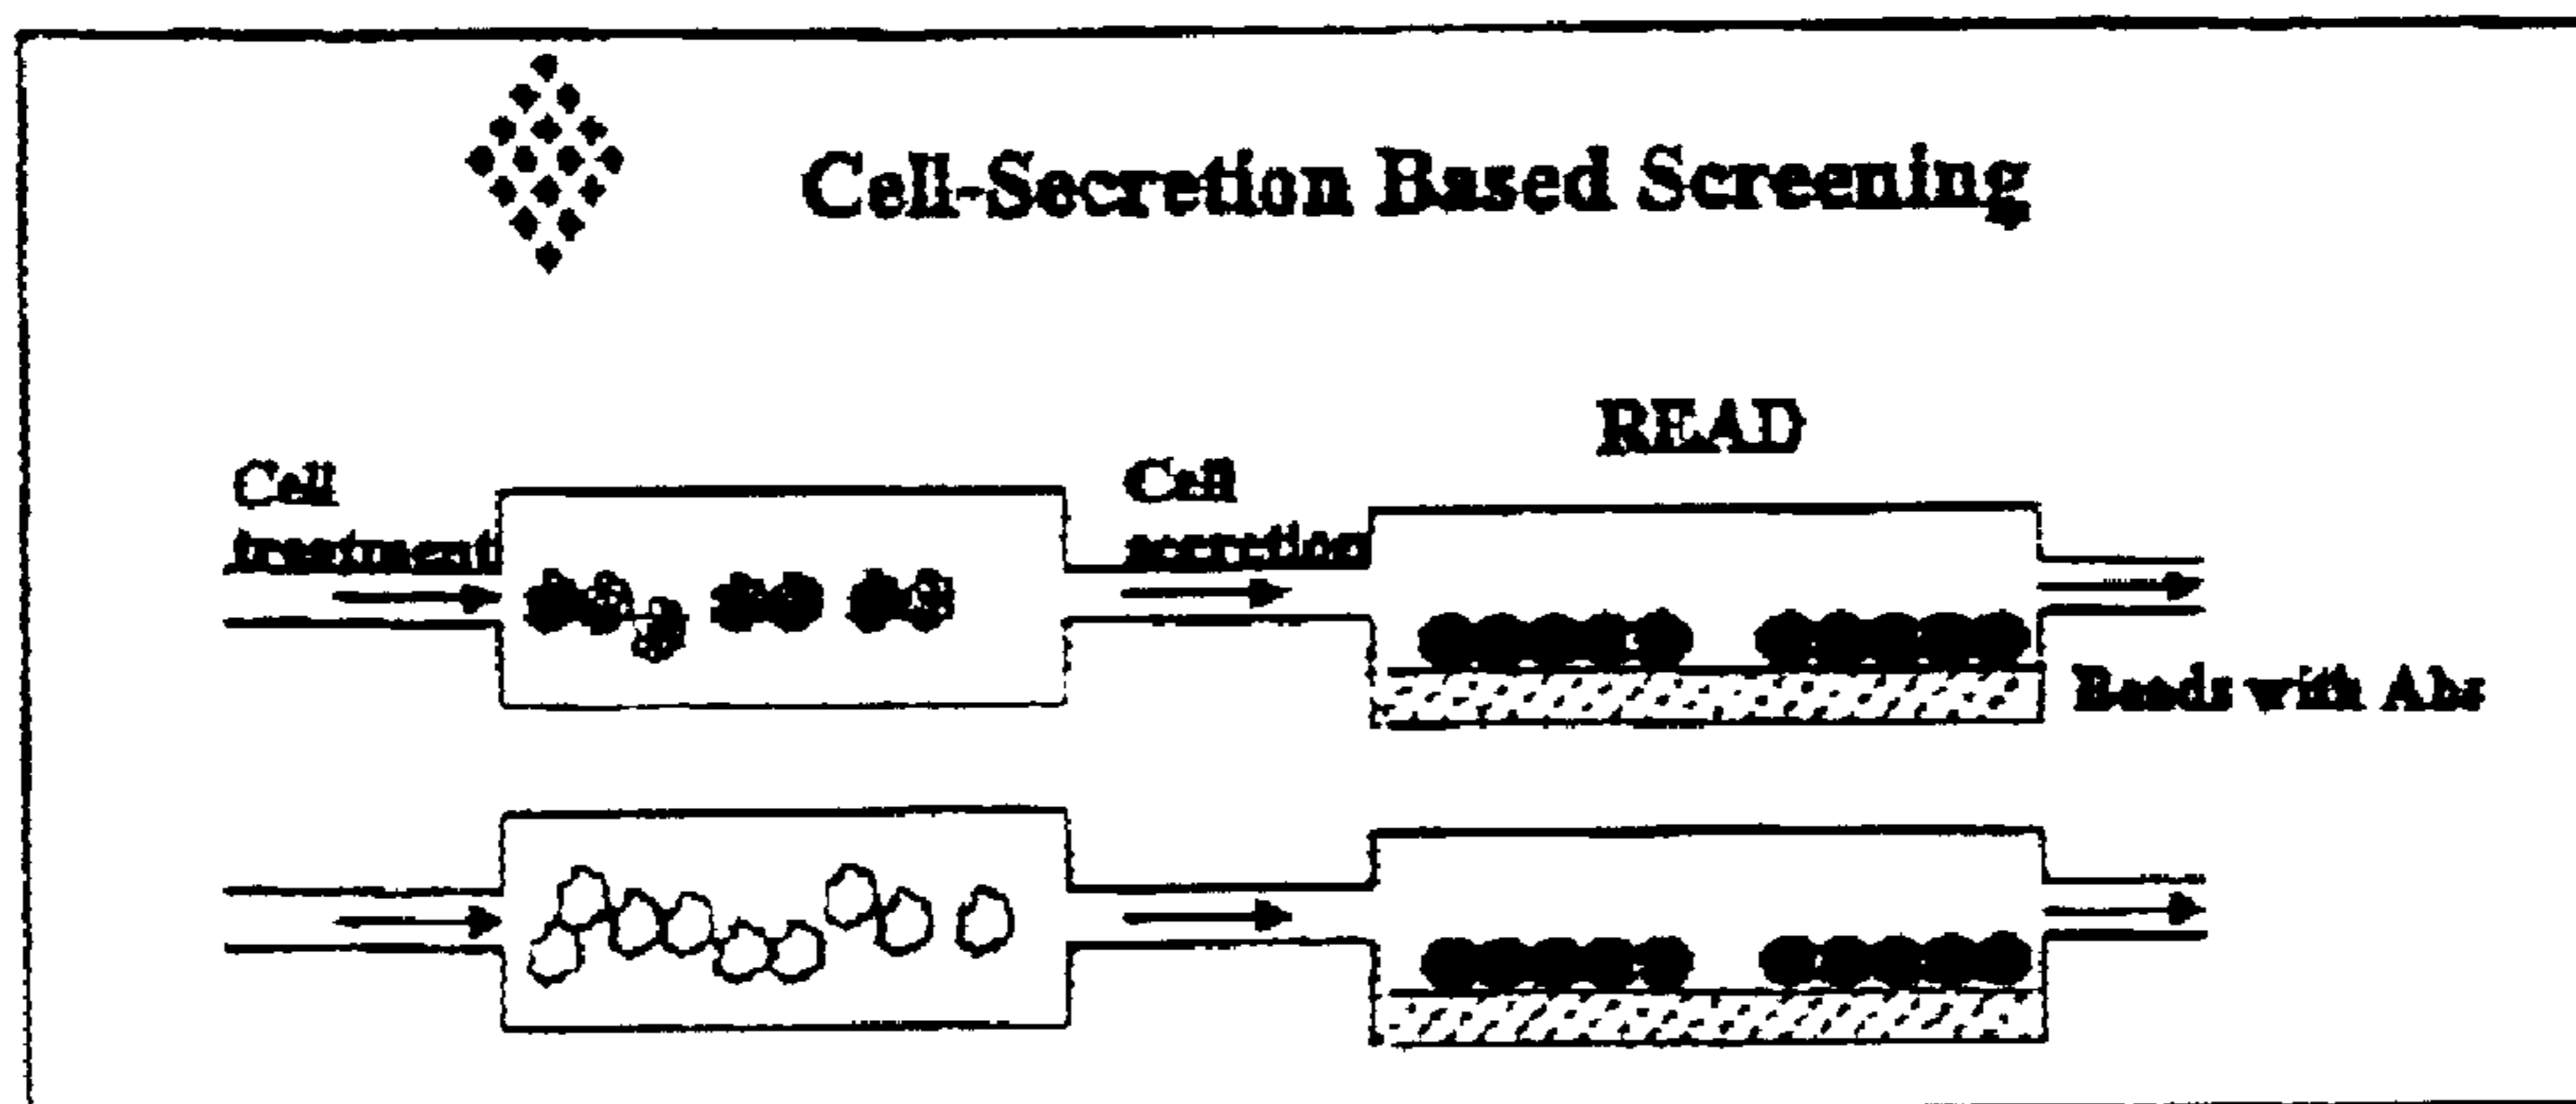 Cell-Secretion Based Screening
READ
Cell
treatment
Cell
secretion
Beads with Abs